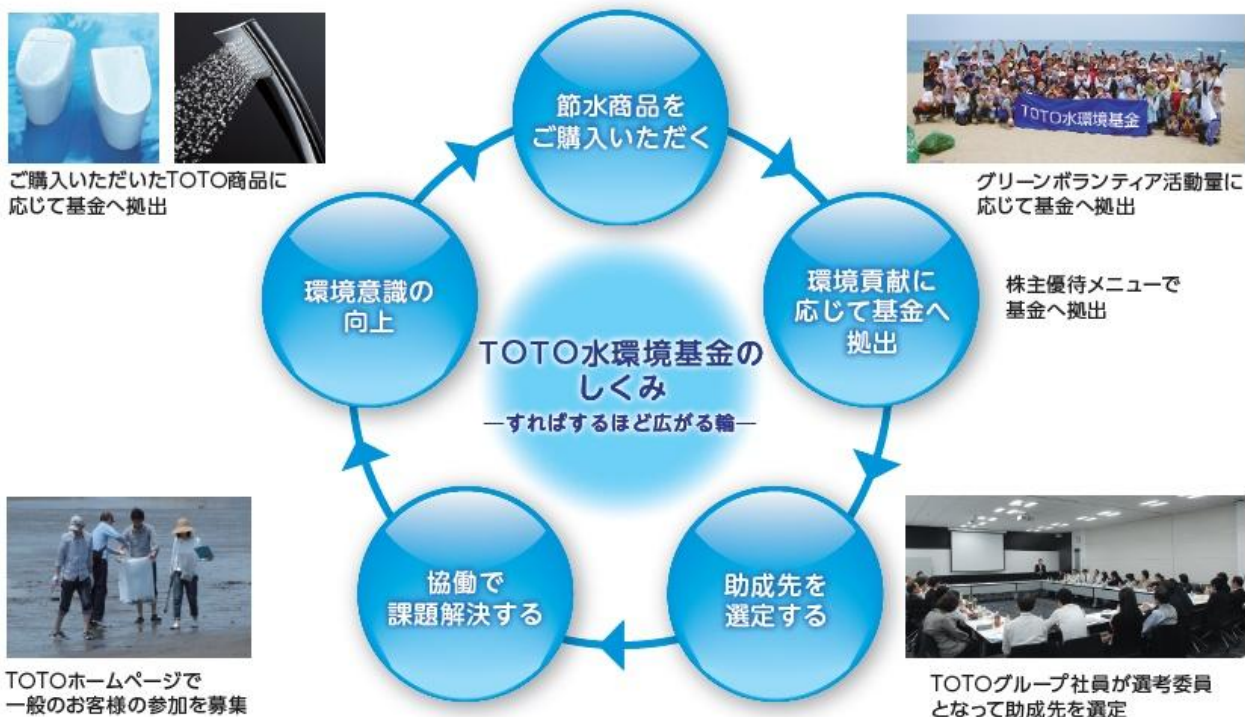 節水商品を
ご購入いただく
TOTO水環境基金
ご購入いただいたTOTO商品に
応じて基金へ拠出
グリーンボランティア活動量に
応じて基金へ拠出
環境意識の
向上
環境貢献に
応じて基金へ
拠出
株主優待メニューで
基金へ拠出
TOTO水環境基金の
しくみ
―すればするほど広がる輪―
協働で
課題解決する
助成先を
選定する
TOTOホームページで
一般のお客様の参加を募集
TOTOグループ社員が選考委員
となって助成先を選定